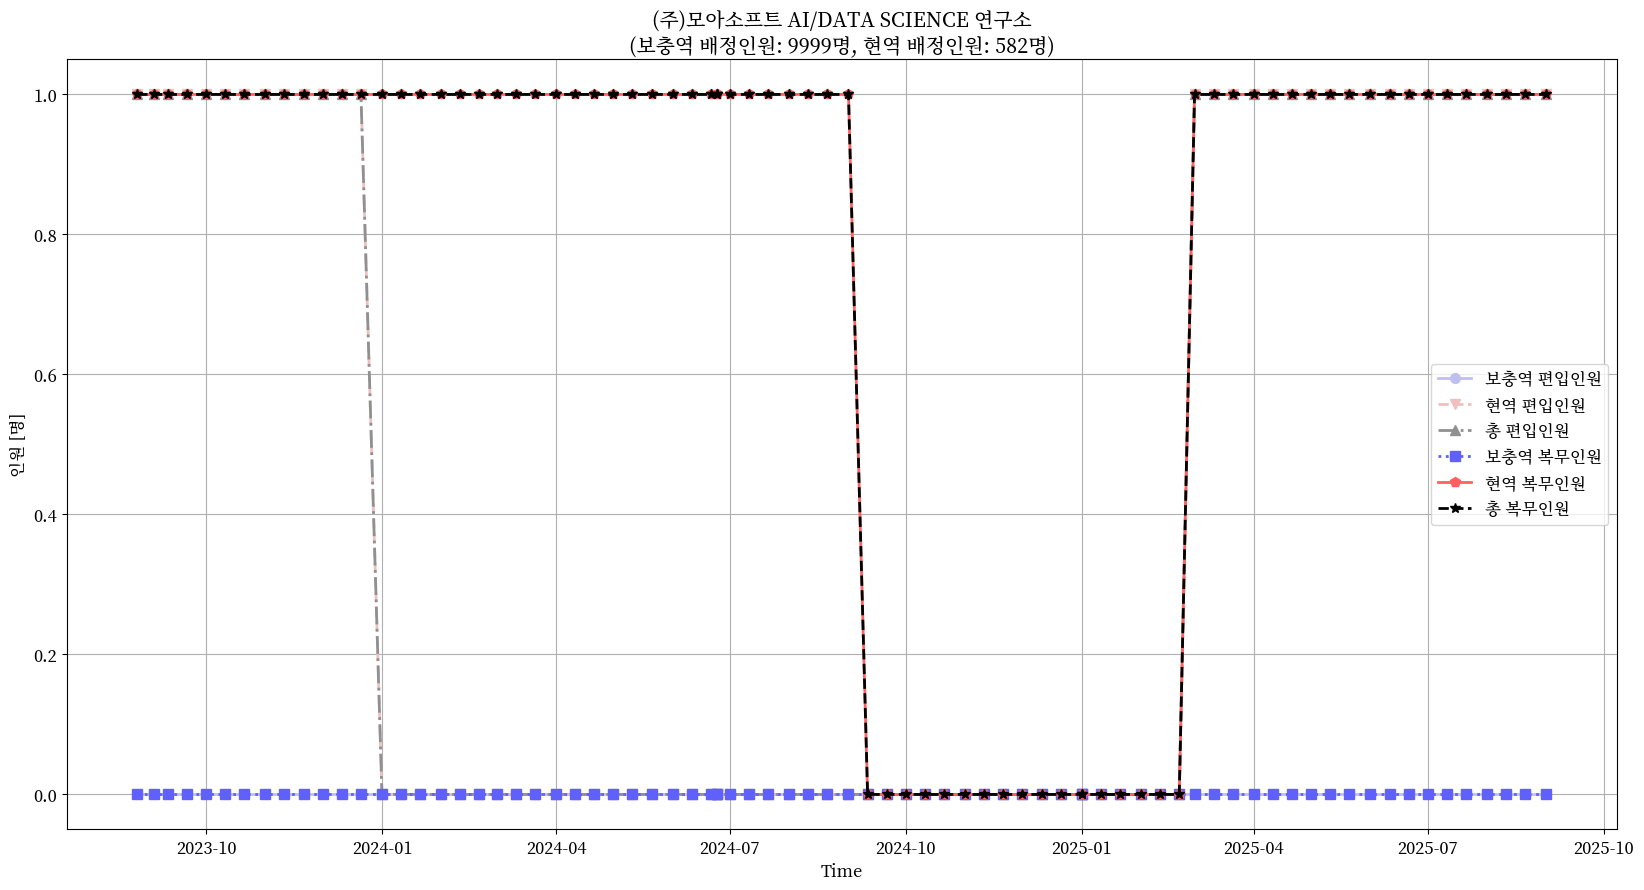 (주)모아소프트 AI/DATA SCIENCE 연구소
(보충역 배정인원: 9999명, 현역 배정인원: 582명)
인원 [명]
1.0
0.8
0.6
0.4
0.2
0.0
보충역 편입인원
현역 편입인원
총 편입인원
보충역 복무인원
현역 복무인원
총 복무인원
2023-10 2024-01 2024-04 2024-07 2024-10 2025-01 2025-04 2025-07 2025-10
Time